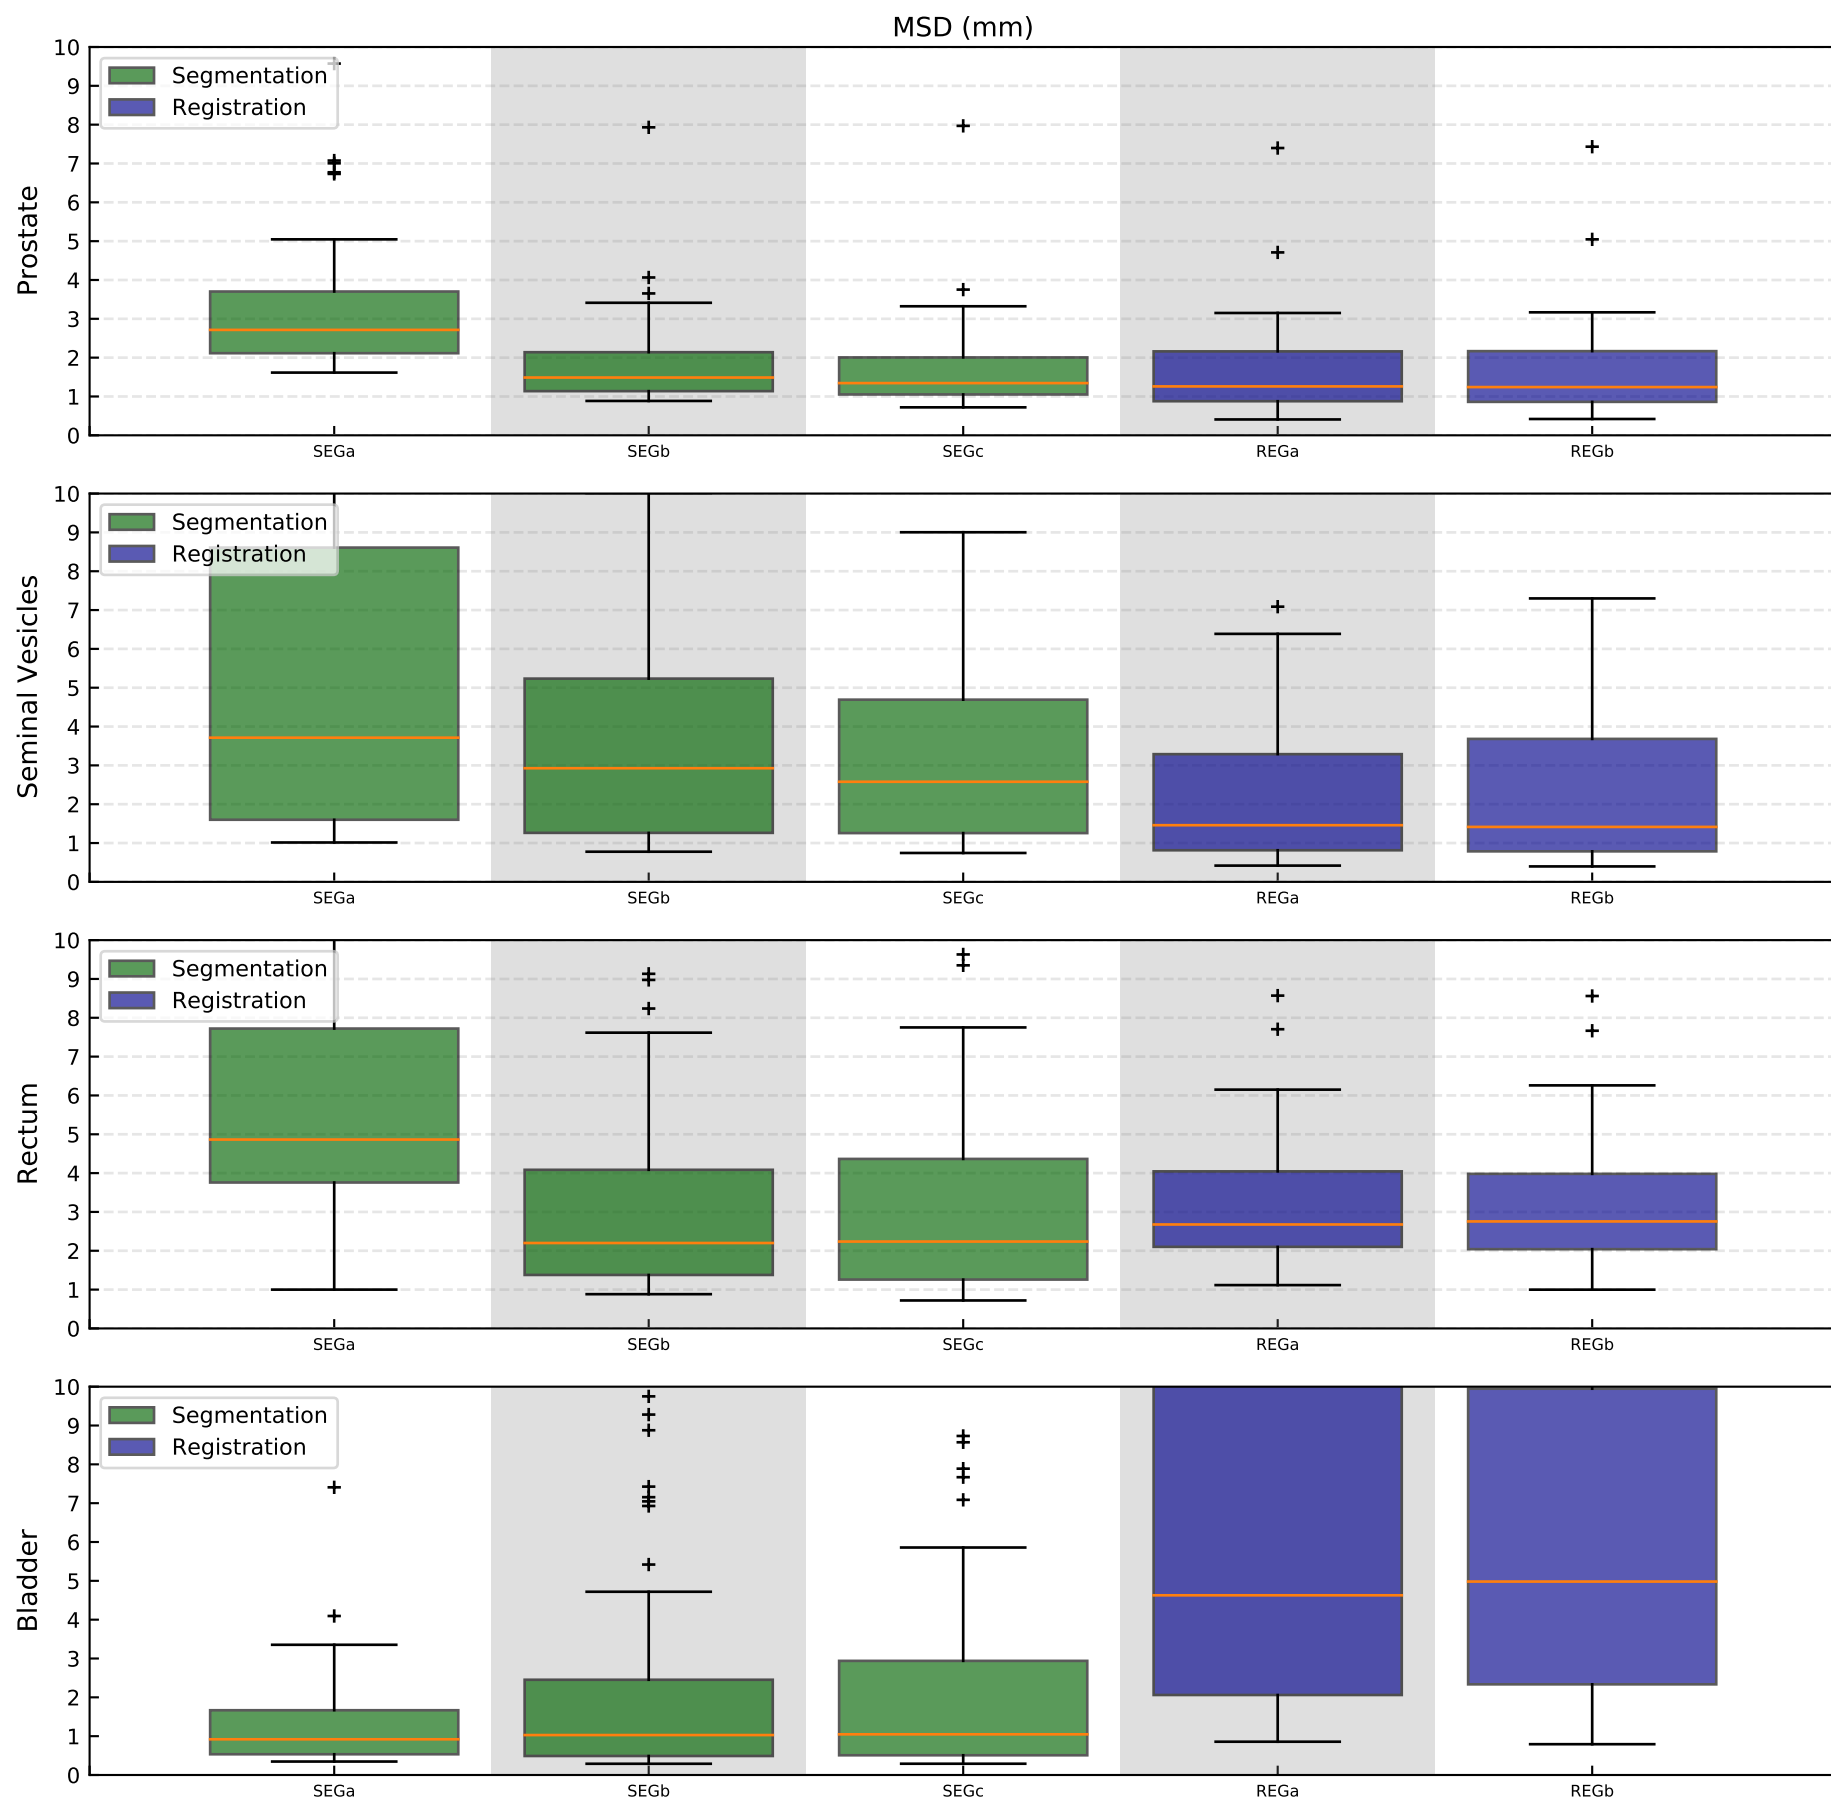 MSD (mm)
10
9
8
7
6
5
4
3
2
1
0
Prostate
Segmentation
Registration
SEGa SEGb SEGc REGa REGb
10
9
8
7
6
5
4
3
2
1
0
Seminal Vesicles
Segmentation
Registration
SEGa SEGb SEGc REGa REGb
10
9
8
7
6
5
4
3
2
1
0
Rectum
Segmentation
Registration
SEGa SEGb SEGc REGa REGb
10
9
8
7
6
5
4
3
2
1
0
Bladder
Segmentation
Registration
SEGa SEGb SEGc REGa REGb